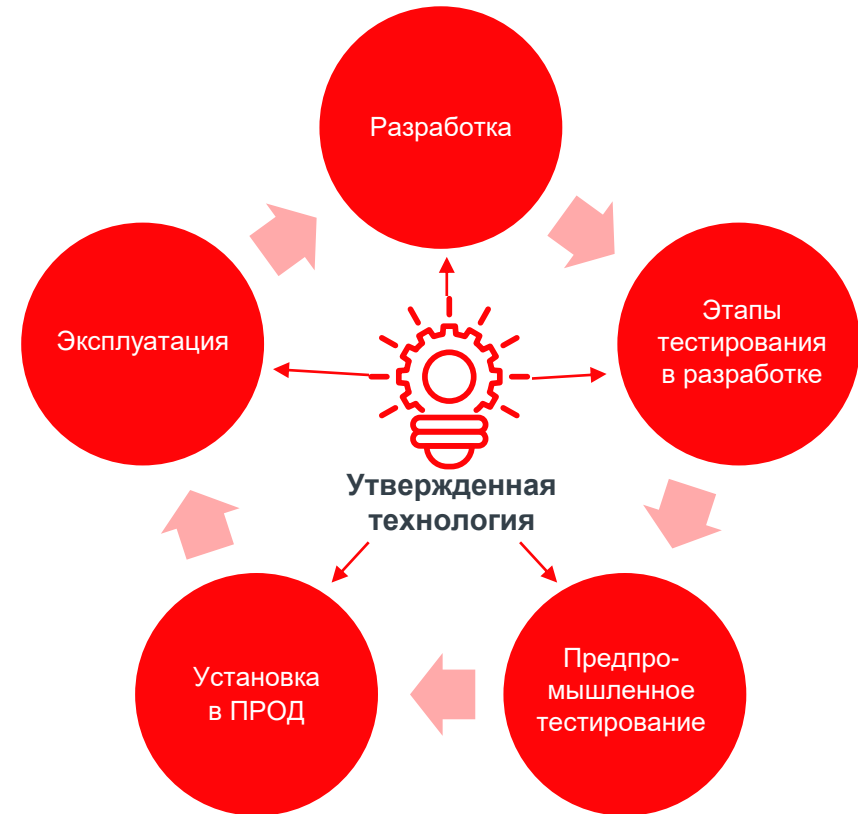 Разработка
Этапы
тестирования
в разработке
Предпро-
мышленное
тестирование
Установка
в ПРОД
Эксплуатация
Утвержденная
технология